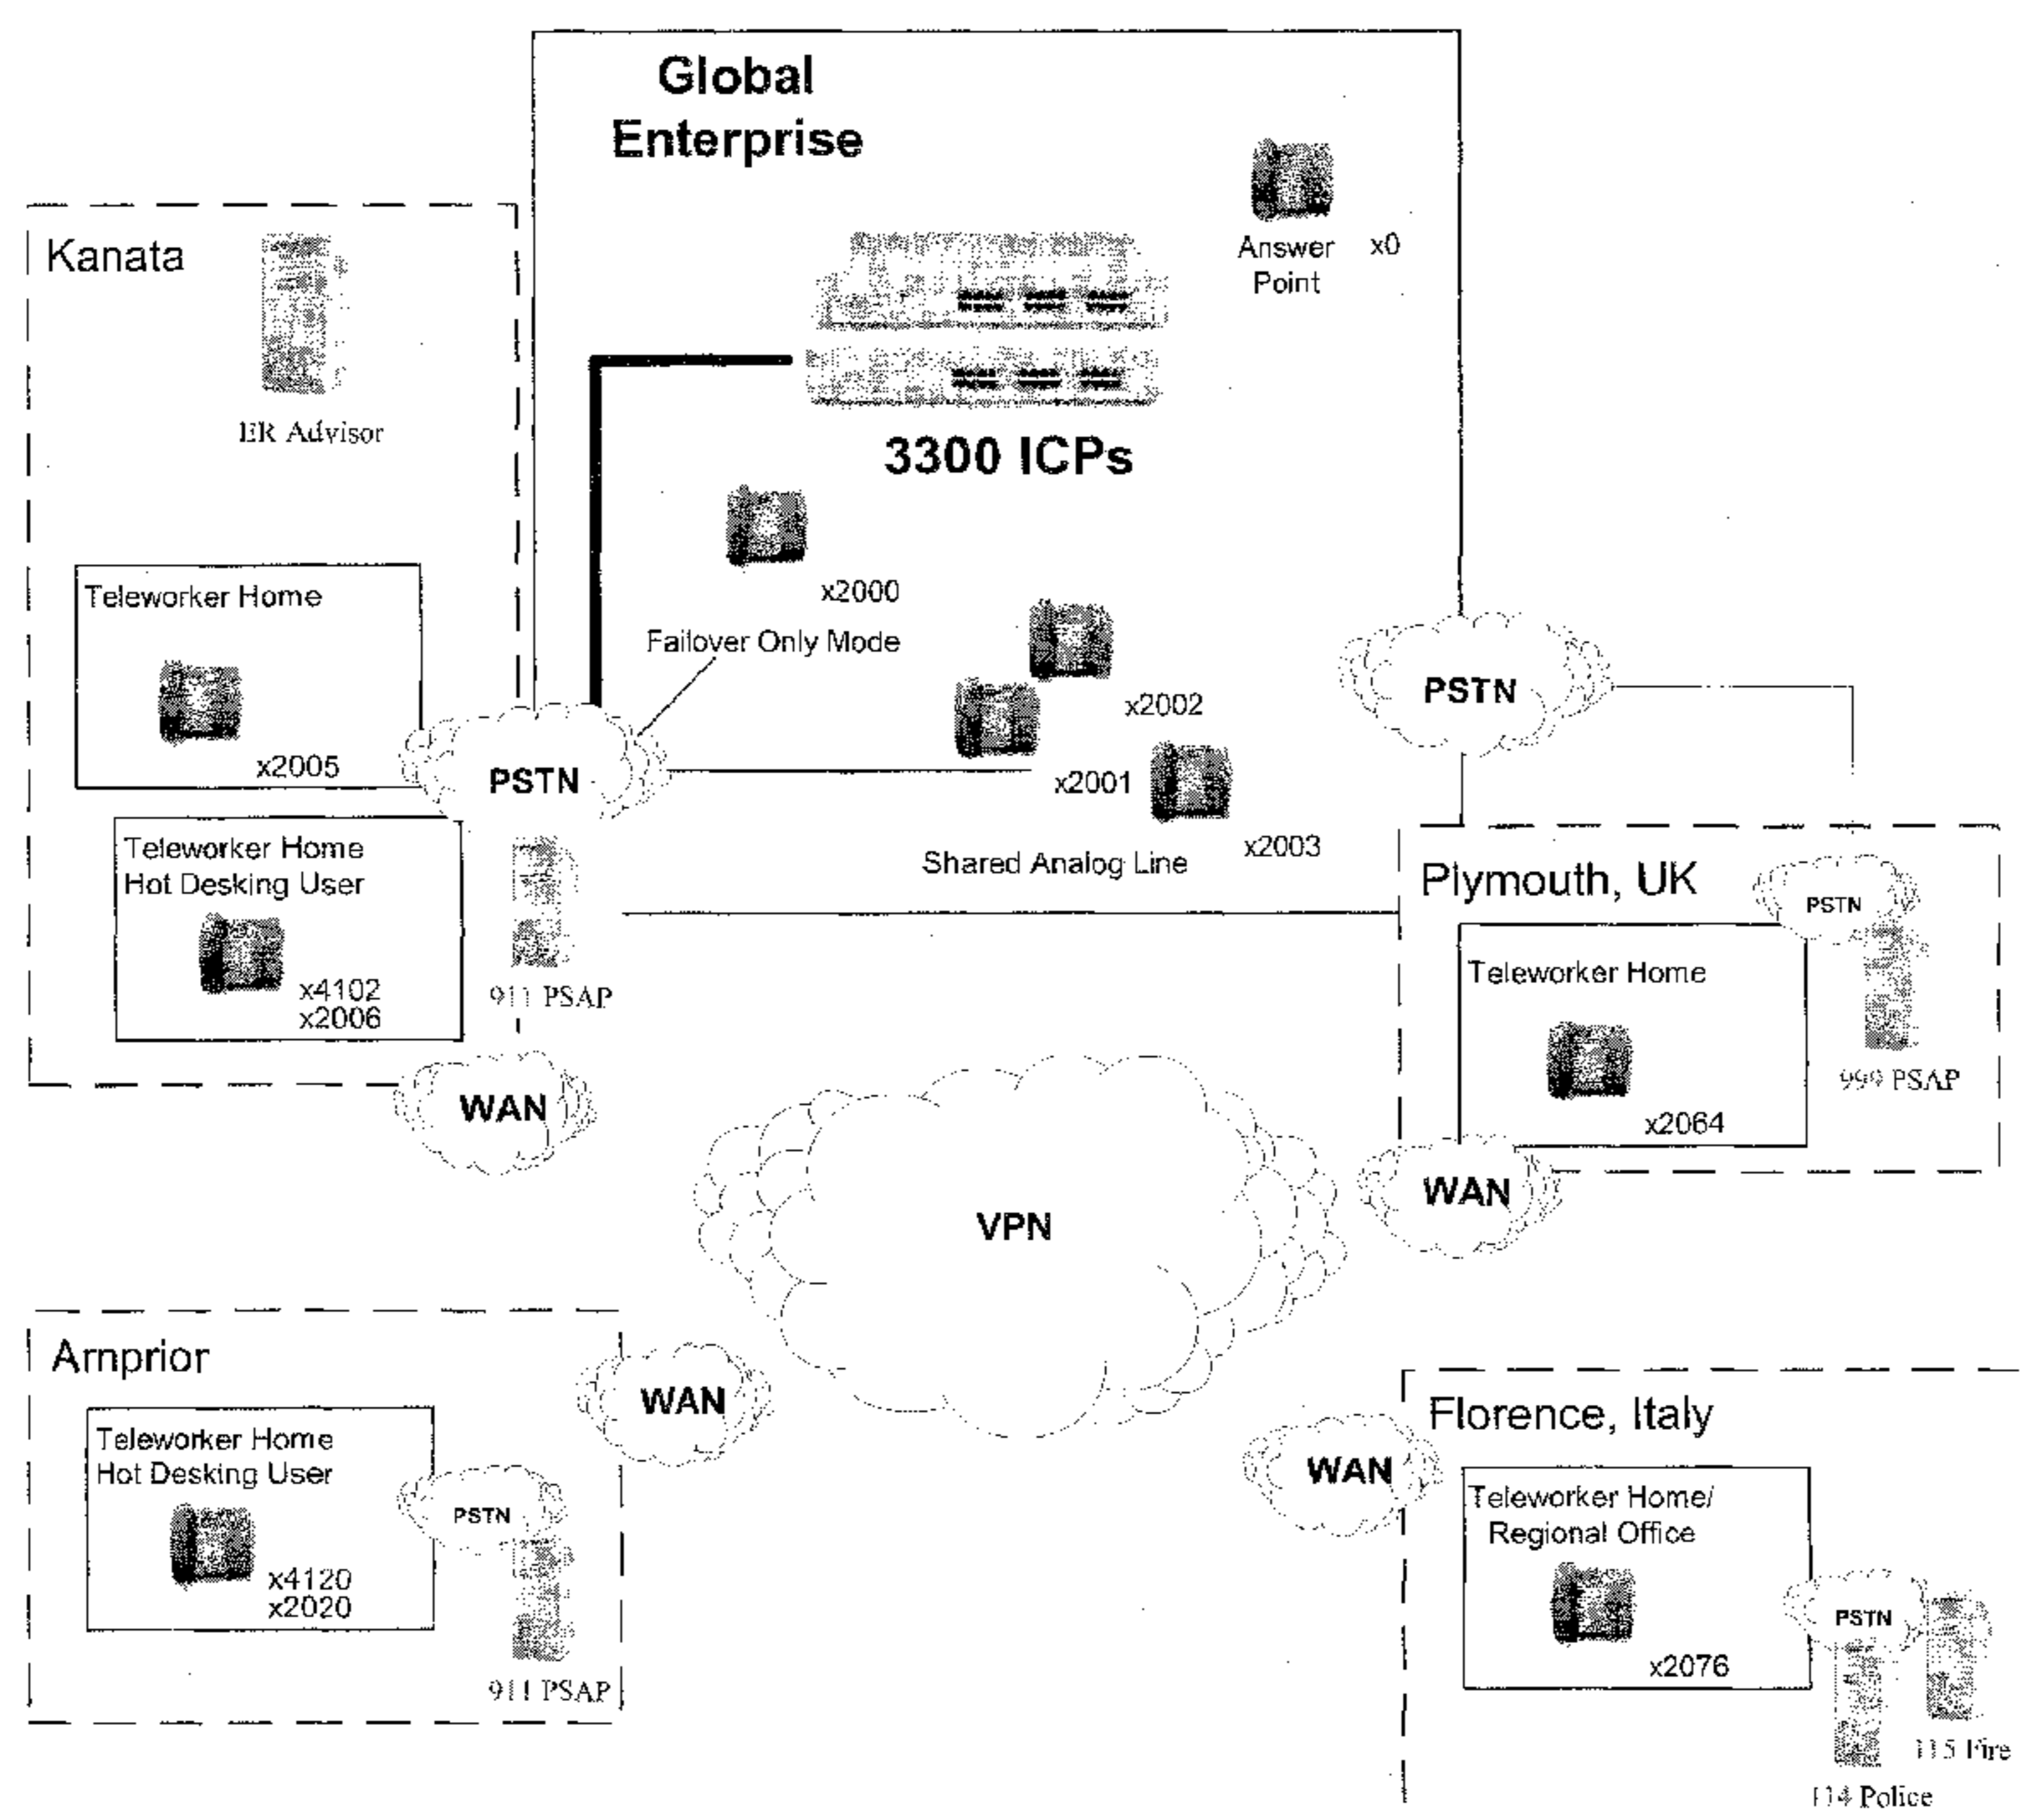 Global
Enterprise
Answer x0
Point
Kanata
ER Advisor
3300 ICPs
x2000
Failover Only Mode
x2002
x2001
x2003
Shared Analog Line
Teleworker Home
x2005
PSTN
Teleworker Home
Hot Desking User
x4102
x2006
911 PSAP
WAN
PSTN
Plymouth, UK
PSTN
Teleworker Home
x2064
999 PSAP
WAN
VPN
Arnprior
WAN
Teleworker Home
Hot Desking User
x4120
x2020
PSTN
911 PSAP
Florence, Italy
WAN
Teleworker Home/
Regional Office
x2076
PSTN
115 Fire
114 Police